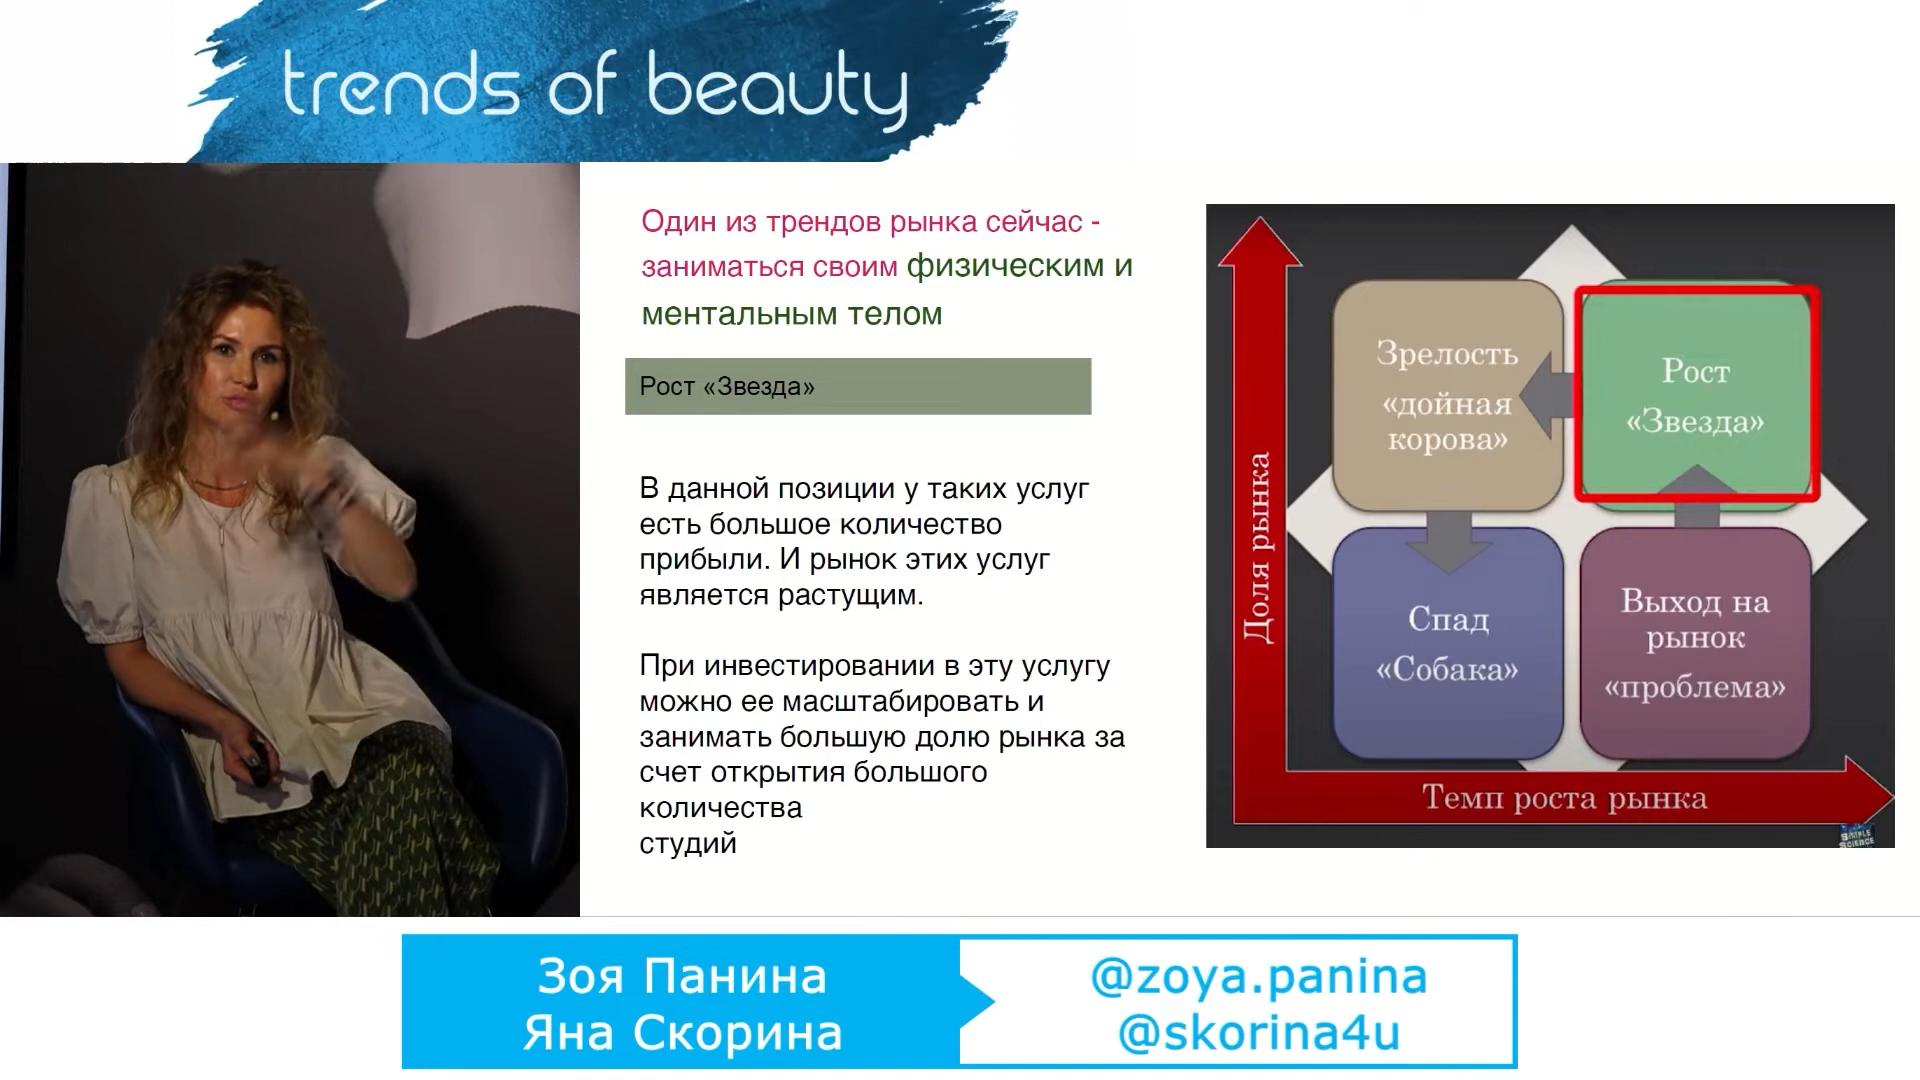 trends of beauty
Один из трендов рынка сейчас -
заниматься своим физическим и
ментальным телом
Рост «Звезда»
В данной позиции у таких услуг
есть большое количество
прибыли. И рынок этих услуг
является растущим.
При инвестировании в эту услугу
можно ее масштабировать и
занимать большую долю рынка за
счет открытия большого
количества
студий
Доля рынка
Зрелость
«дойная
корова»
Рост
«Звезда»
Спад
«Собака»
Выход на
рынок
«проблема»
Темп роста рынка
SIMPLE
SCIENCE
Зоя Панина
Яна Скорина
@zoya.panina
@skorina4u